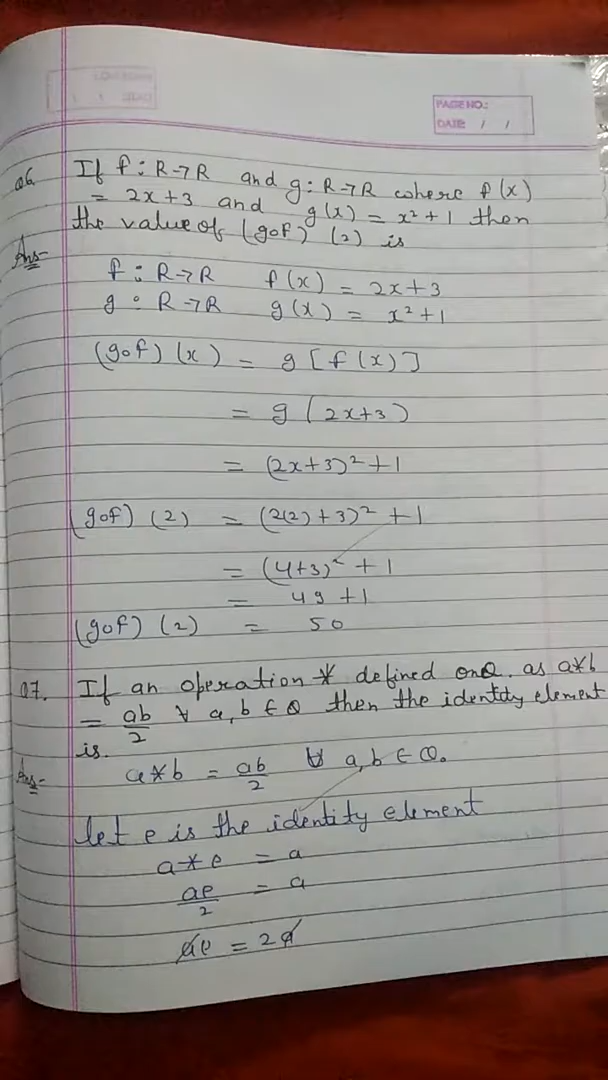 PAGE NO.:
DATE: / /
Q6. If f : R→R and g : R→R where f(x)
= 2x+3 and g(x) = x²+1 then
the value of (gof) (2) is
Ans- f : R→R f(x) = 2x+3
g : R→R g(x) = x²+1
(gof) (x) = g[f(x)]
= g(2x+3)
= (2x+3)²+1
(gof) (2) = (2(2)+3)² +1
= (4+3)² + 1
= 49 +1
(gof) (2) = 50
Q7. If an operation * defined on Q. as a*b
= ab/2 ∀ a, b ∈ Q then the identity element
is.
Ans- a*b = ab/2 ∀ a, b ∈ Q.
let e is the identity element
a*e = a
ae/2 = a
ae = 2a